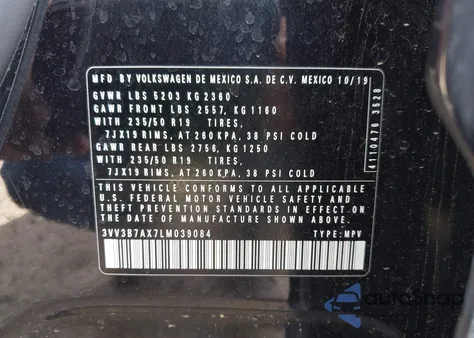 MFD BY VOLKSWAGEN DE MEXICO S.A. DE C.V. MEXICO 10/19
GVWR LBS 5203 KG 2360
GAWR FRONT LBS 2557, KG 1160
WITH 235/50 R19 TIRES,
7JX19 RIMS, AT 260 KPA, 38 PSI COLD
GAWR REAR LBS 2756, KG 1250
WITH 235/50 R19 TIRES,
7JX19 RIMS, AT 260 KPA, 38 PSI COLD
THIS VEHICLE CONFORMS TO ALL APPLICABLE
U.S. FEDERAL MOTOR VEHICLE SAFETY AND
THEFT PREVENTION STANDARDS IN EFFECT ON
THE DATE OF MANUFACTURE SHOWN ABOVE.
3VV3B7AX7LM039084 TYPE: MPV
41110476 3528
autosnap